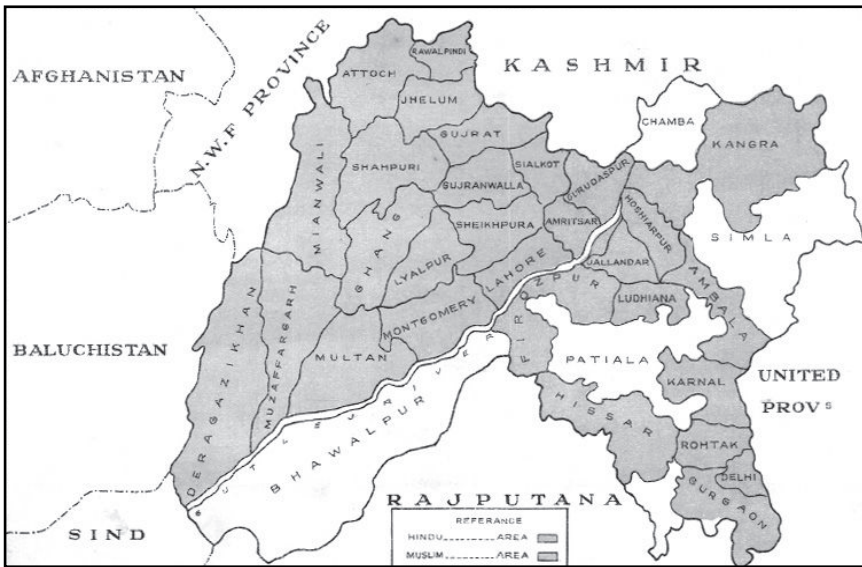 AFGHANISTAN
N.W.F PROVINCE
KASHMIR
RAWALPINDI
ATTOCH
JHELUM
GUJRAT
CHAMBA
KANGRA
MIANWALI
SHAHPURI
SIALKOT
GURUDASPUR
SUJRANWALLA
HOSHIARPUR
SIMLA
GHANG
SHEIKHPURA
AMRITSAR
LYALPUR
LAHORE
JALLANDAR
AMBALA
MONTGOMERY
FIROZPUR
LUDHIANA
BALUCHISTAN
DERAGAZIKHAN
MUZAFFARGARH
MULTAN
PATIALA
KARNAL
UNITED
PROVS
SUTLEJ RIVER
BHAWALPUR
HISSAR
ROHTAK
DELHI
GURGAON
RAJPUTANA
SIND
REFERANCE
HINDU AREA
MUSLIM AREA